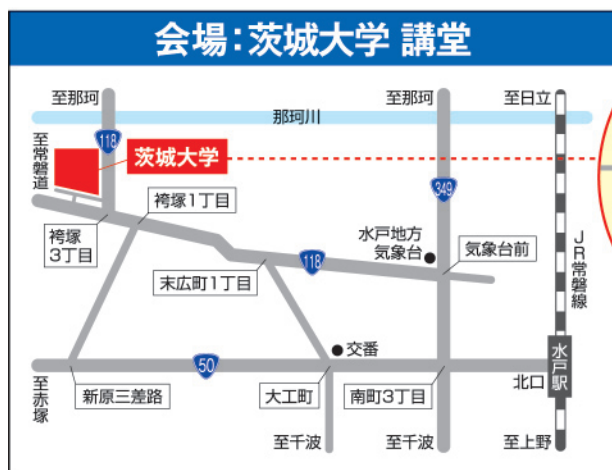 会場：茨城大学 講堂
至那珂
至那珂
至日立
那珂川
至常磐道
118
茨城大学
349
袴塚1丁目
袴塚
3丁目
水戸地方
気象台
気象台前
118
末広町1丁目
JR常磐線
交番
50
水戸駅
北口
至赤塚
新原三差路
大工町
南町3丁目
至千波
至千波
至上野